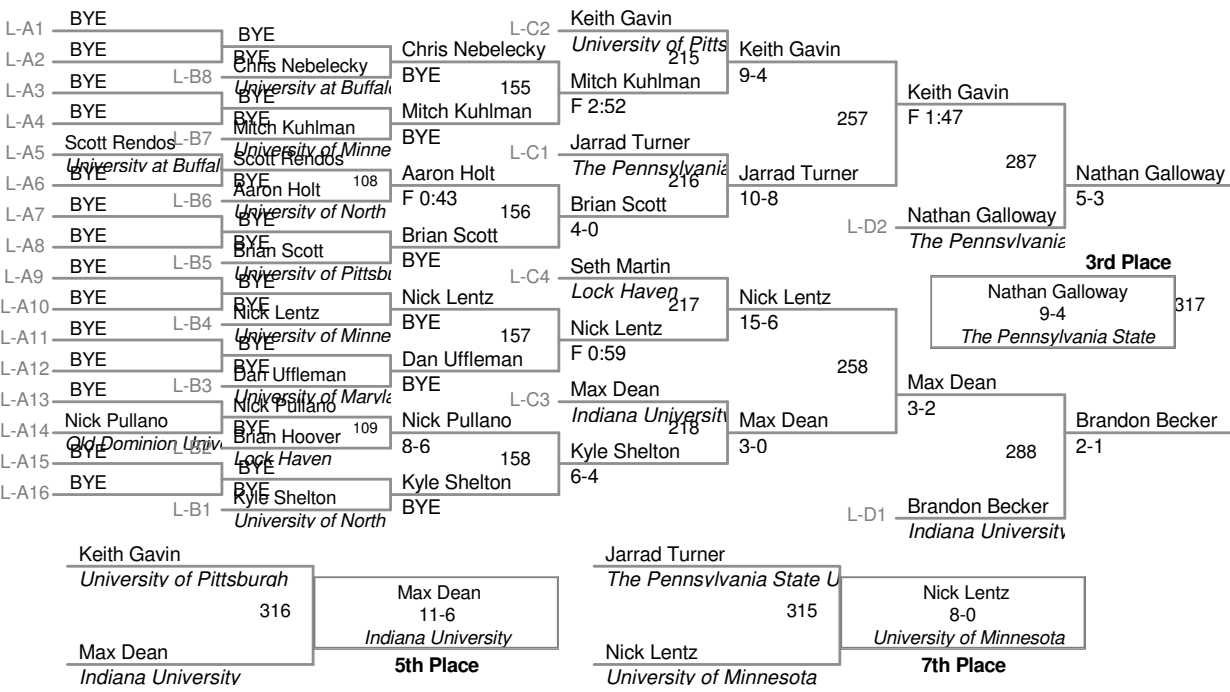 L-A1
BYE
L-A2
BYE
L-A3
BYE
L-A4
BYE
L-A5
Scott Rendos
University at Buffal
L-A6
BYE
L-A7
BYE
L-A8
BYE
L-A9
BYE
L-A10
BYE
L-A11
BYE
L-A12
BYE
L-A13
BYE
L-A14
Nick Pullano
Old Dominion Unive
L-A15
BYE
L-A16
BYE
BYE
BYE
L-B8
Chris Nebelecky
University at Buffalo
BYE
BYE
L-B7
Mitch Kuhlman
University of Minne
Scott Rendos
BYE
108
L-B6
Aaron Holt
University of North
BYE
BYE
L-B5
Brian Scott
University of Pittsbu
BYE
BYE
L-B4
Nick Lentz
University of Minne
BYE
BYE
L-B3
Dan Uffleman
University of Maryla
Nick Pullano
BYE
109
L-B2
Brian Hoover
Lock Haven
BYE
BYE
L-B1
Kyle Shelton
University of North
Chris Nebelecky
BYE
155
Mitch Kuhlman
BYE
Aaron Holt
F 0:43
156
Brian Scott
BYE
Nick Lentz
BYE
157
Dan Uffleman
BYE
Nick Pullano
8-6
158
Kyle Shelton
BYE
L-C2
Keith Gavin
University of Pitts
215
Mitch Kuhlman
F 2:52
L-C1
Jarrad Turner
The Pennsylvania
216
Brian Scott
4-0
L-C4
Seth Martin
Lock Haven
217
Nick Lentz
F 0:59
L-C3
Max Dean
Indiana University
218
Kyle Shelton
6-4
Keith Gavin
9-4
257
Jarrad Turner
10-8
Nick Lentz
15-6
258
Max Dean
3-0
Keith Gavin
F 1:47
287
L-D2
Nathan Galloway
The Pennsylvania
Max Dean
3-2
288
L-D1
Brandon Becker
Indiana University
Nathan Galloway
5-3
3rd Place
Nathan Galloway
9-4
The Pennsylvania State
317
Brandon Becker
2-1
Keith Gavin
University of Pittsburgh
316
Max Dean
Indiana University
Max Dean
11-6
Indiana University
5th Place
Jarrad Turner
The Pennsylvania State U
315
Nick Lentz
University of Minnesota
Nick Lentz
8-0
University of Minnesota
7th Place